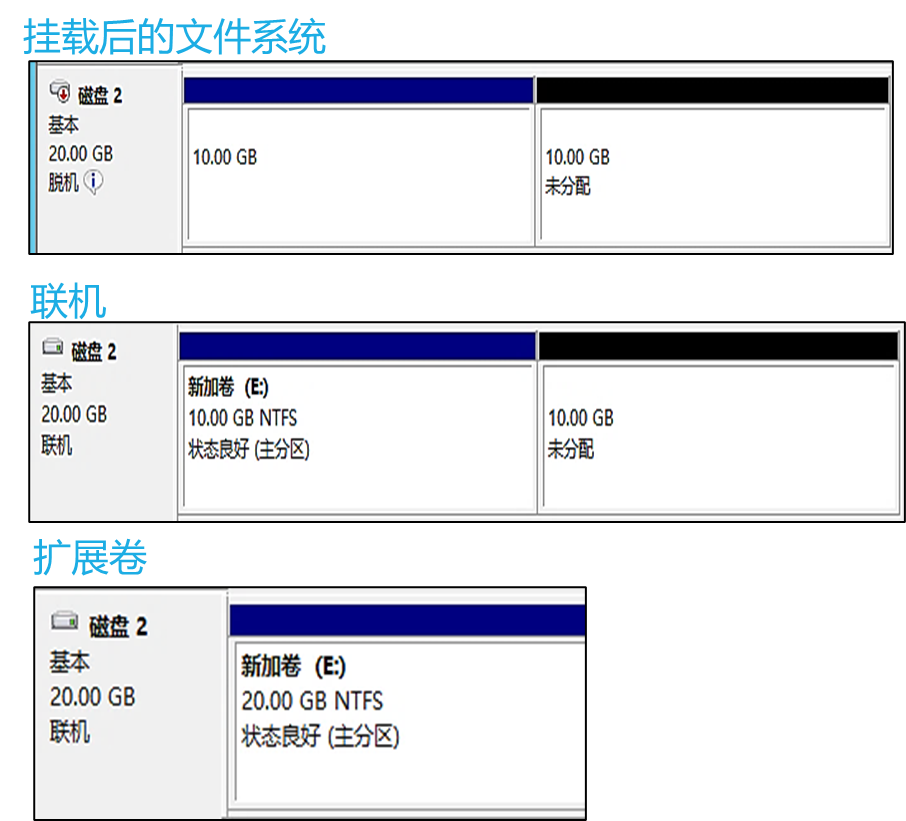 挂载后的文件系统
磁盘 2
基本
20.00 GB
脱机
10.00 GB
10.00 GB
未分配
联机
磁盘 2
基本
20.00 GB
联机
新加卷 (E:)
10.00 GB NTFS
状态良好 (主分区)
10.00 GB
未分配
扩展卷
磁盘 2
基本
20.00 GB
联机
新加卷 (E:)
20.00 GB NTFS
状态良好 (主分区)